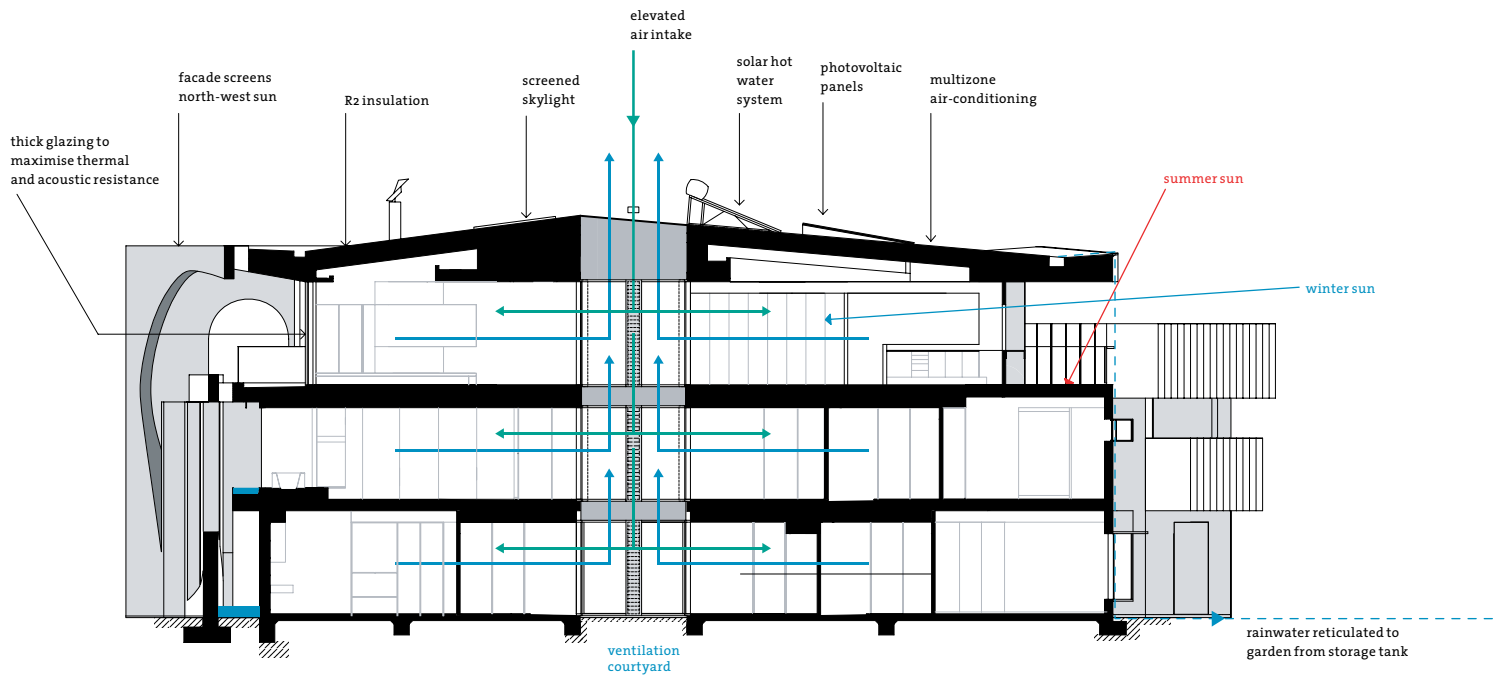 elevated
air intake
solar hot
water
system
photovoltaic
panels
multizone
air-conditioning
facade screens
north-west sun
R2 insulation
screened
skylight
thick glazing to
maximise thermal
and acoustic resistance
summer sun
winter sun
ventilation
courtyard
rainwater reticulated to
garden from storage tank